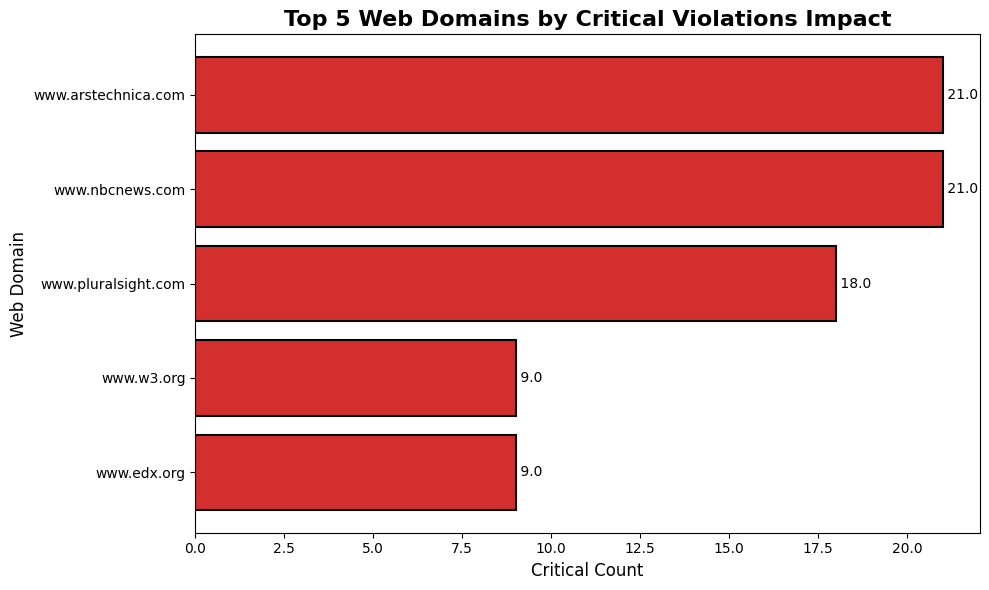 Top 5 Web Domains by Critical Violations Impact
Web Domain
www.arstechnica.com
21.0
www.nbcnews.com
21.0
www.pluralsight.com
18.0
www.w3.org
9.0
www.edx.org
9.0
0.0 2.5 5.0 7.5 10.0 12.5 15.0 17.5 20.0
Critical Count